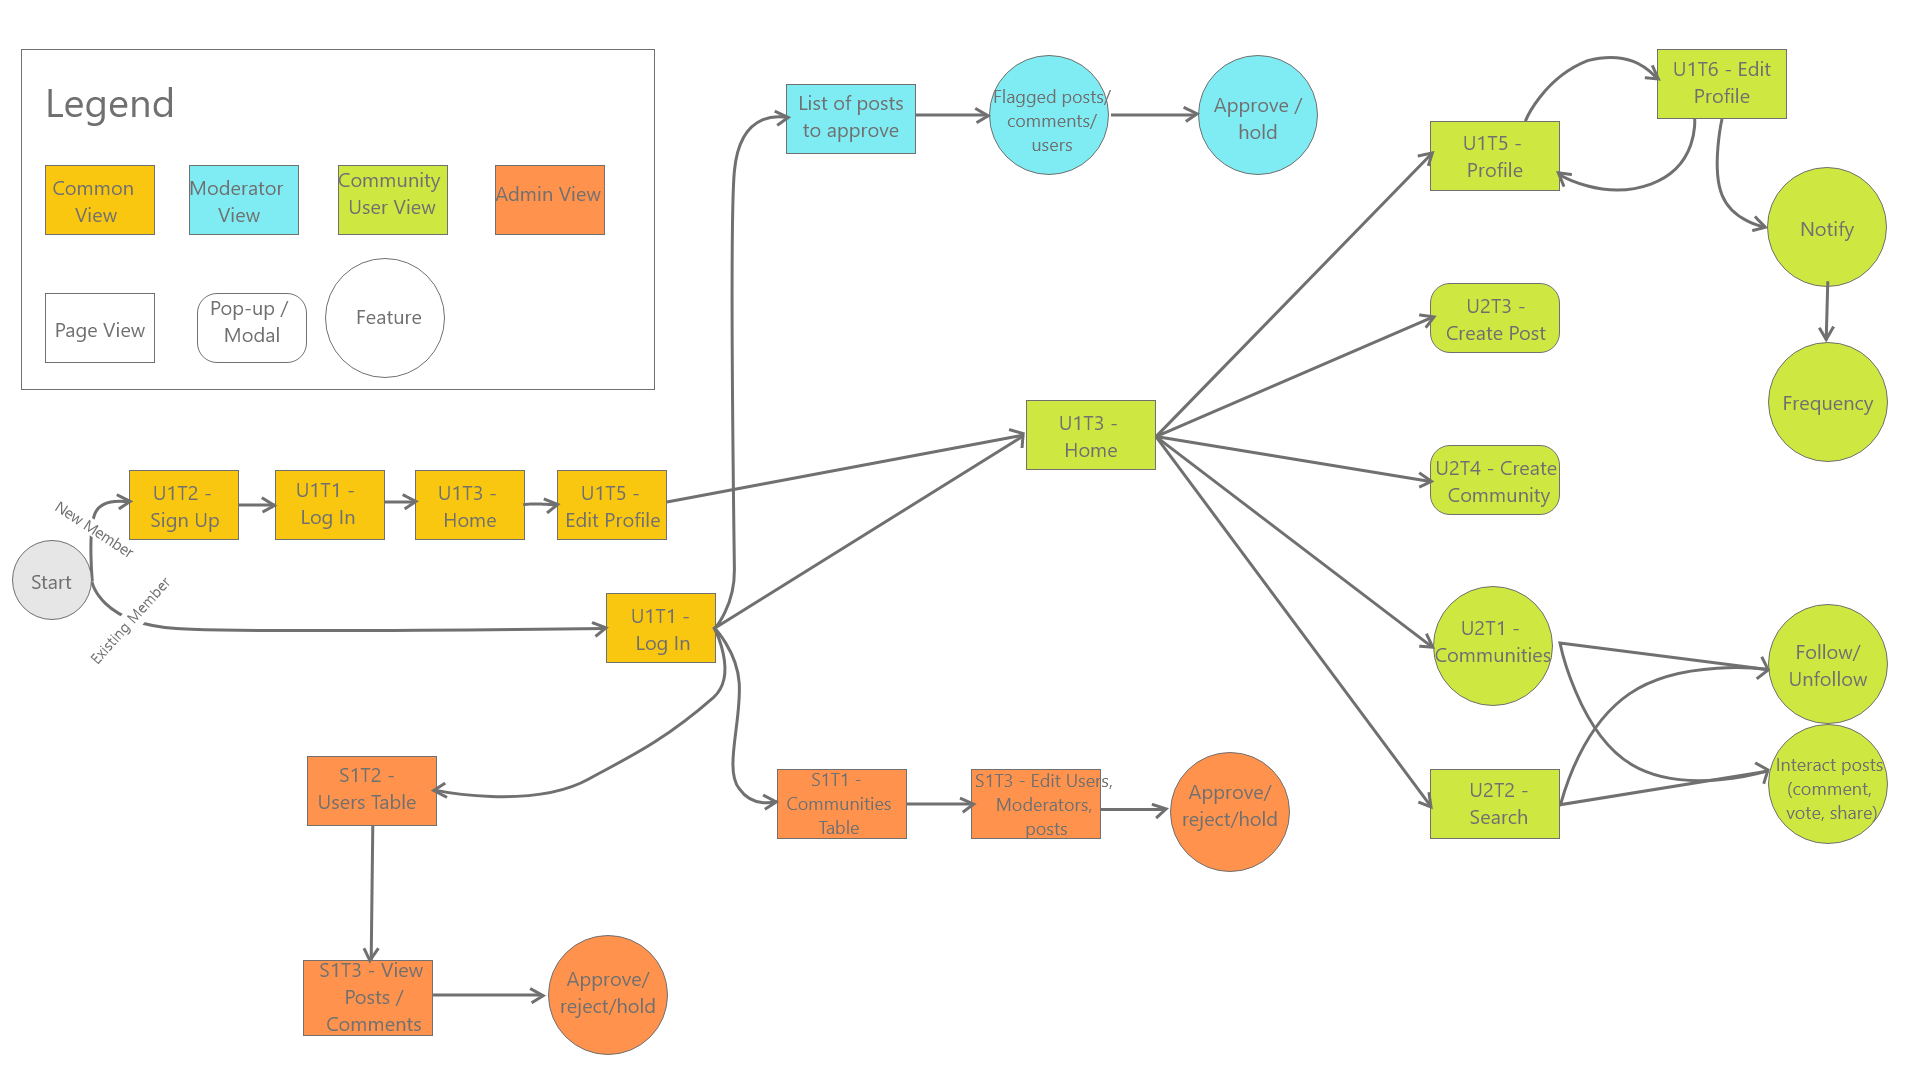 Legend
Common
View
Moderator
View
Community
User View
Admin View
Page View
Pop-up /
Modal
Feature
Start
New Member
Existing Member
U1T2 -
Sign Up
U1T1 -
Log In
U1T3 -
Home
U1T5 -
Edit Profile
U1T1 -
Log In
List of posts
to approve
Flagged posts/
comments/
users
Approve /
hold
U1T3 -
Home
U1T5 -
Profile
U1T6 - Edit
Profile
Notify
Frequency
U2T3 -
Create Post
U2T4 - Create
Community
U2T1 -
Communities
U2T2 -
Search
Follow/
Unfollow
Interact posts
(comment,
vote, share)
S1T2 -
Users Table
S1T1 -
Communities
Table
S1T3 - Edit Users,
Moderators,
posts
Approve/
reject/hold
S1T3 - View
Posts /
Comments
Approve/
reject/hold